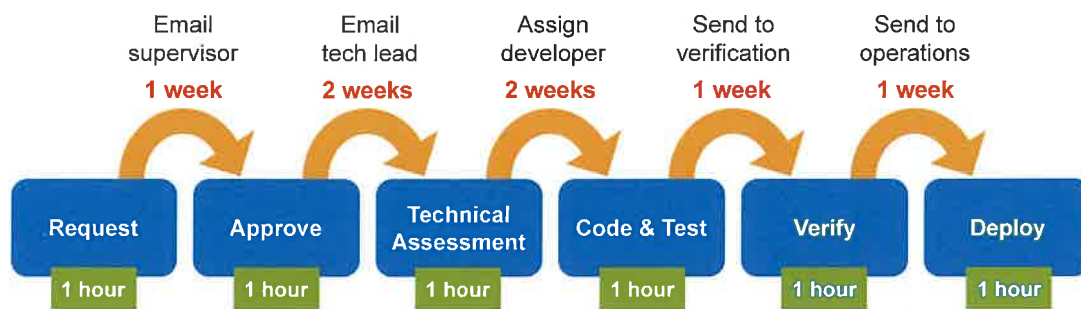 Email
supervisor
1 week
Email
tech lead
2 weeks
Assign
developer
2 weeks
Send to
verification
1 week
Send to
operations
1 week
Request
1 hour
Approve
1 hour
Technical
Assessment
1 hour
Code & Test
1 hour
Verify
1 hour
Deploy
1 hour